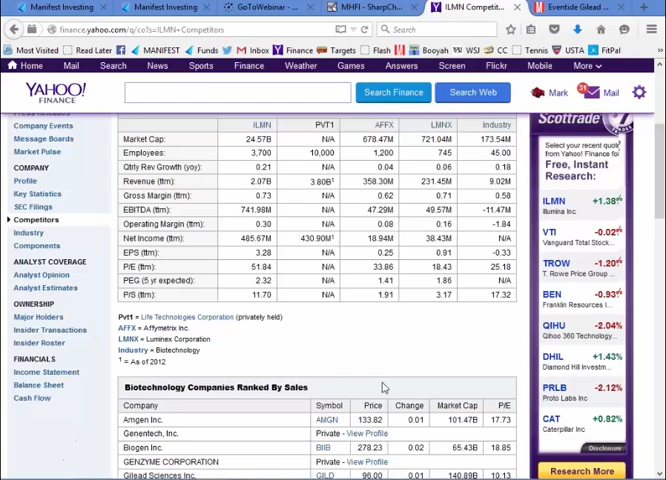 Manifest Investing
Manifest Investing
GoToWebinar - ...
MHFI - SharpCh...
ILMN Competit...
Eventide Gilead ...
finance.yahoo.com/q/co?s=ILMN+Competitors
Search
Most Visited Read Later MANIFEST Funds Inbox Finance Targets Flash Booyah WSJ CC Tennis USTA FitPal
Home Mail Search News Sports Finance Weather Games Answers Screen Flickr Mobile More
YAHOO!
FINANCE
Search Finance
Search Web
Mark
31
Mail
Press Releases
Company Events
Message Boards
Market Pulse
COMPANY
Profile
Key Statistics
SEC Filings
Competitors
Industry
Components
ANALYST COVERAGE
Analyst Opinion
Analyst Estimates
OWNERSHIP
Major Holders
Insider Transactions
Insider Roster
FINANCIALS
Income Statement
Balance Sheet
Cash Flow
ILMN PVT1 AFFX LMNX Industry
Market Cap: 24.57B N/A 678.47M 721.04M 173.54M
Employees: 3,700 10,000 1,200 745 45.00
Qtrly Rev Growth (yoy): 0.21 N/A 0.04 0.06 0.18
Revenue (ttm): 2.07B 3.80B¹ 358.30M 231.45M 9.02M
Gross Margin (ttm): 0.73 N/A 0.62 0.71 0.58
EBITDA (ttm): 741.98M N/A 47.29M 49.57M -11.47M
Operating Margin (ttm): 0.30 N/A 0.08 0.16 -1.84
Net Income (ttm): 485.67M 430.90M¹ 18.94M 38.43M N/A
EPS (ttm): 3.28 N/A 0.25 0.91 -0.33
P/E (ttm): 51.84 N/A 33.86 18.43 25.18
PEG (5 yr expected): 2.32 N/A 1.41 1.86 N/A
P/S (ttm): 11.70 N/A 1.91 3.17 17.32
Pvt1 = Life Technologies Corporation (privately held)
AFFX = Affymetrix Inc.
LMNX = Luminex Corporation
Industry = Biotechnology
¹ = As of 2012
Biotechnology Companies Ranked By Sales
Company Symbol Price Change Market Cap P/E
Amgen Inc. AMGN 133.82 0.01 101.47B 17.73
Genentech, Inc. Private - View Profile
Biogen Inc. BIIB 278.23 0.02 65.43B 18.85
GENZYME CORPORATION Private - View Profile
Gilead Sciences Inc. GILD 96.00 0.01 140.89B 10.13
Scottrade
Select your recent quote
from Yahoo! Finance for
Free, Instant
Research:
ILMN +1.38%
Illumina Inc
VTI -0.02%
Vanguard Total Stock...
TROW -1.20%
T. Rowe Price Group ...
BEN -0.93%
Franklin Resources I...
QIHU -2.04%
Qihoo 360 Technology...
DHIL +1.43%
Diamond Hill Investm...
PRLB -2.12%
Proto Labs Inc
CAT +0.82%
Caterpillar Inc
Disclosure
Research More